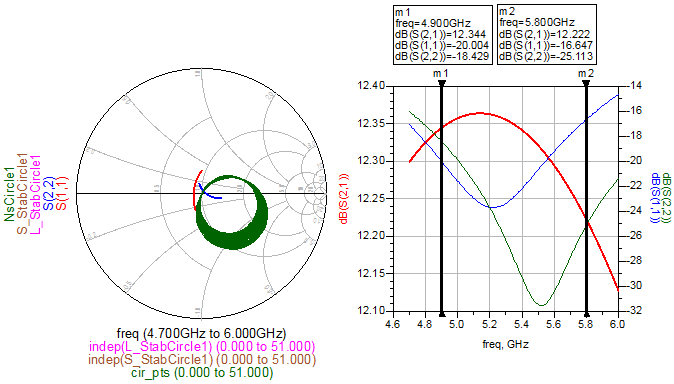 m1
freq=4.900GHz
dB(S(2,1))=12.344
dB(S(1,1))=-20.004
dB(S(2,2))=-18.429
m2
freq=5.800GHz
dB(S(2,1))=12.222
dB(S(1,1))=-16.647
dB(S(2,2))=-25.113
NsCircle1
S_StabCircle1
L_StabCircle1
S(2,2)
S(1,1)
freq (4.700GHz to 6.000GHz)
indep(L_StabCircle1) (0.000 to 51.000)
indep(S_StabCircle1) (0.000 to 51.000)
cir_pts (0.000 to 51.000)
m1
m2
dB(S(2,1))
12.40
12.35
12.30
12.25
12.20
12.15
12.10
-14
-16
-18
-20
-22
-24
-26
-28
-30
-32
dB(S(1,1))
dB(S(2,2))
4.6 4.8 5.0 5.2 5.4 5.6 5.8 6.0
freq, GHz